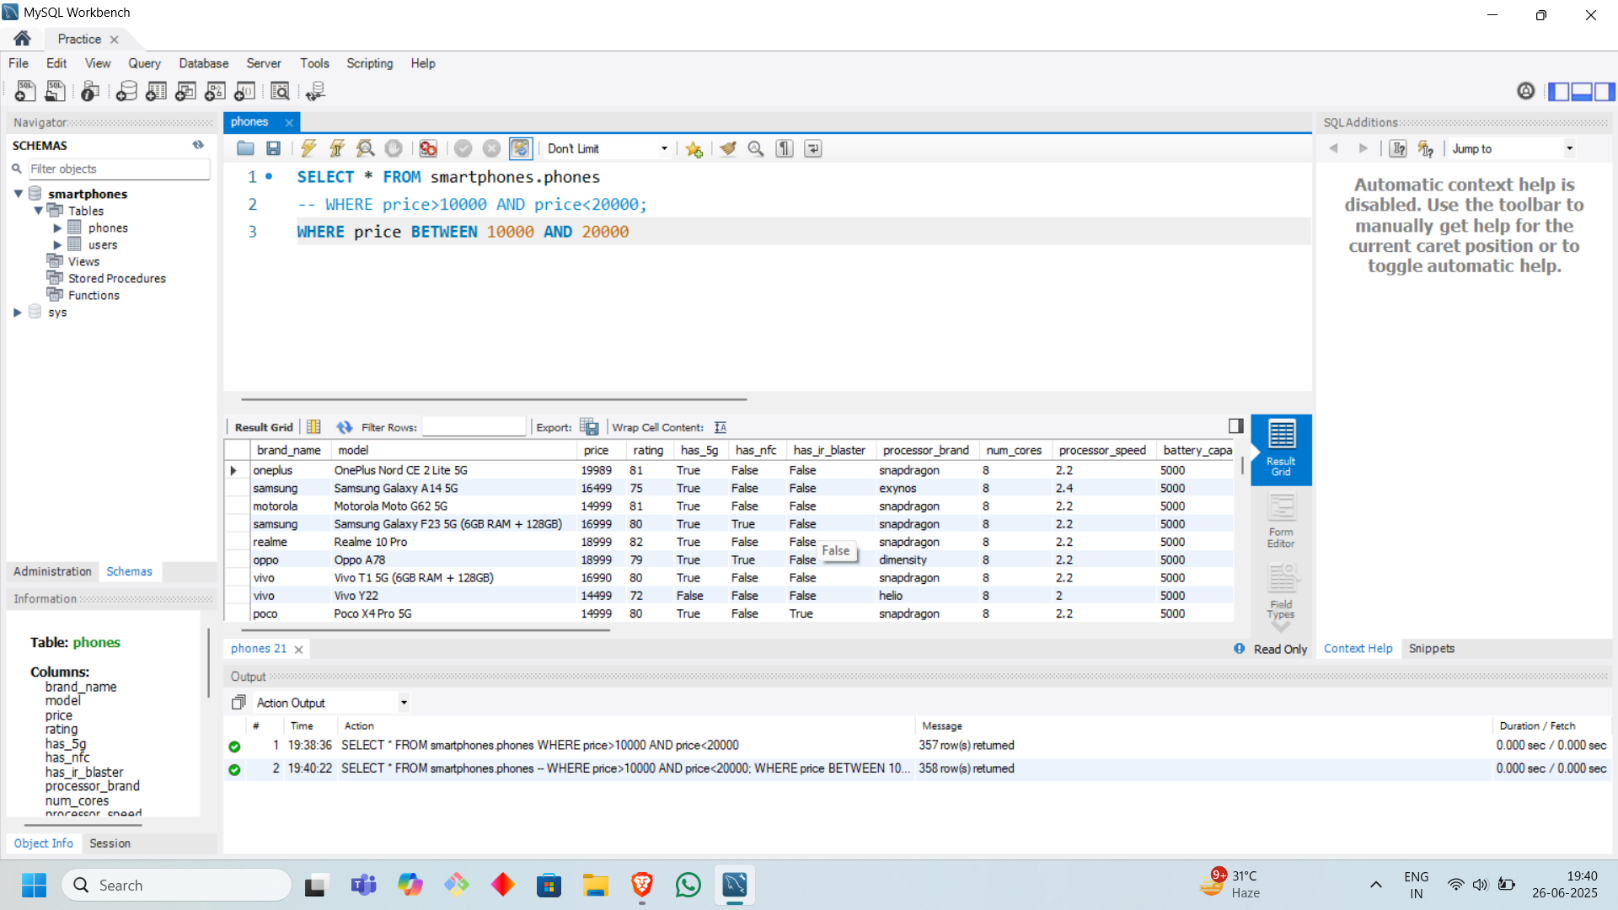 MySQL Workbench
Practice
File Edit View Query Database Server Tools Scripting Help
Navigator
SCHEMAS
Filter objects
smartphones
Tables
phones
users
Views
Stored Procedures
Functions
sys
Administration Schemas
Information
Table: phones
Columns:
brand_name
model
price
rating
has_5g
has_nfc
has_ir_blaster
processor_brand
num_cores
processor_speed
Object Info Session
phones
Don't Limit
1 SELECT * FROM smartphones.phones
2 -- WHERE price>10000 AND price<20000;
3 WHERE price BETWEEN 10000 AND 20000
Result Grid Filter Rows: Export: Wrap Cell Content:
brand_name model price rating has_5g has_nfc has_ir_blaster processor_brand num_cores processor_speed battery_capa
oneplus OnePlus Nord CE 2 Lite 5G 19989 81 True False False snapdragon 8 2.2 5000
samsung Samsung Galaxy A14 5G 16499 75 True False False exynos 8 2.4 5000
motorola Motorola Moto G62 5G 14999 81 True False False snapdragon 8 2.2 5000
samsung Samsung Galaxy F23 5G (6GB RAM + 128GB) 16999 80 True True False snapdragon 8 2.2 5000
realme Realme 10 Pro 18999 82 True False False snapdragon 8 2.2 5000
False
oppo Oppo A78 18999 79 True True False dimensity 8 2.2 5000
vivo Vivo T1 5G (6GB RAM + 128GB) 16990 80 True False False snapdragon 8 2.2 5000
vivo Vivo Y22 14499 72 False False False helio 8 2 5000
poco Poco X4 Pro 5G 14999 80 True False True snapdragon 8 2.2 5000
Result
Grid
Form
Editor
Field
Types
phones 21
Read Only
SQLAdditions
Jump to
Automatic context help is
disabled. Use the toolbar to
manually get help for the
current caret position or to
toggle automatic help.
Context Help Snippets
Output
Action Output
# Time Action Message Duration / Fetch
1 19:38:36 SELECT * FROM smartphones.phones WHERE price>10000 AND price<20000 357 row(s) returned 0.000 sec / 0.000 sec
2 19:40:22 SELECT * FROM smartphones.phones -- WHERE price>10000 AND price<20000; WHERE price BETWEEN 10... 358 row(s) returned 0.000 sec / 0.000 sec
Search
9+
31°C
Haze
ENG
IN
19:40
26-06-2025